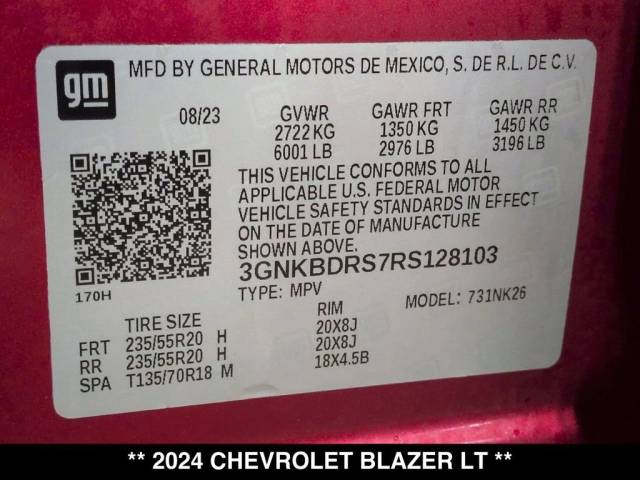 gm MFD BY GENERAL MOTORS DE MEXICO, S. DE R.L. DE C.V.
08/23 GVWR GAWR FRT GAWR RR
2722 KG 1350 KG 1450 KG
6001 LB 2976 LB 3196 LB
THIS VEHICLE CONFORMS TO ALL
APPLICABLE U.S. FEDERAL MOTOR
VEHICLE SAFETY STANDARDS IN EFFECT
ON THE DATE OF MANUFACTURE
SHOWN ABOVE.
3GNKBDRS7RS128103
170H TYPE: MPV MODEL: 731NK26
TIRE SIZE RIM
FRT 235/55R20 H 20X8J
RR 235/55R20 H 20X8J
SPA T135/70R18 M 18X4.5B
** 2024 CHEVROLET BLAZER LT **